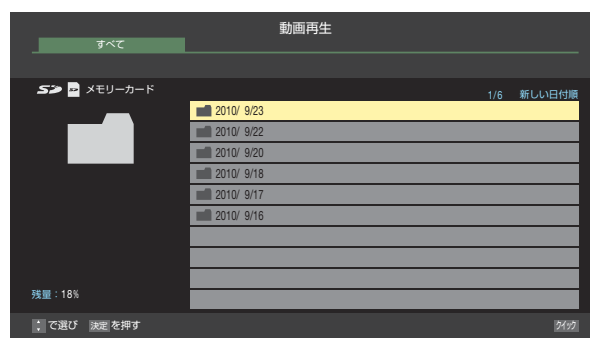 動画再生
すべて
SD メモリーカード
1/6 新しい日付順
2010/ 9/23
2010/ 9/22
2010/ 9/20
2010/ 9/18
2010/ 9/17
2010/ 9/16
残量：18%
で選び 決定 を押す
クイック